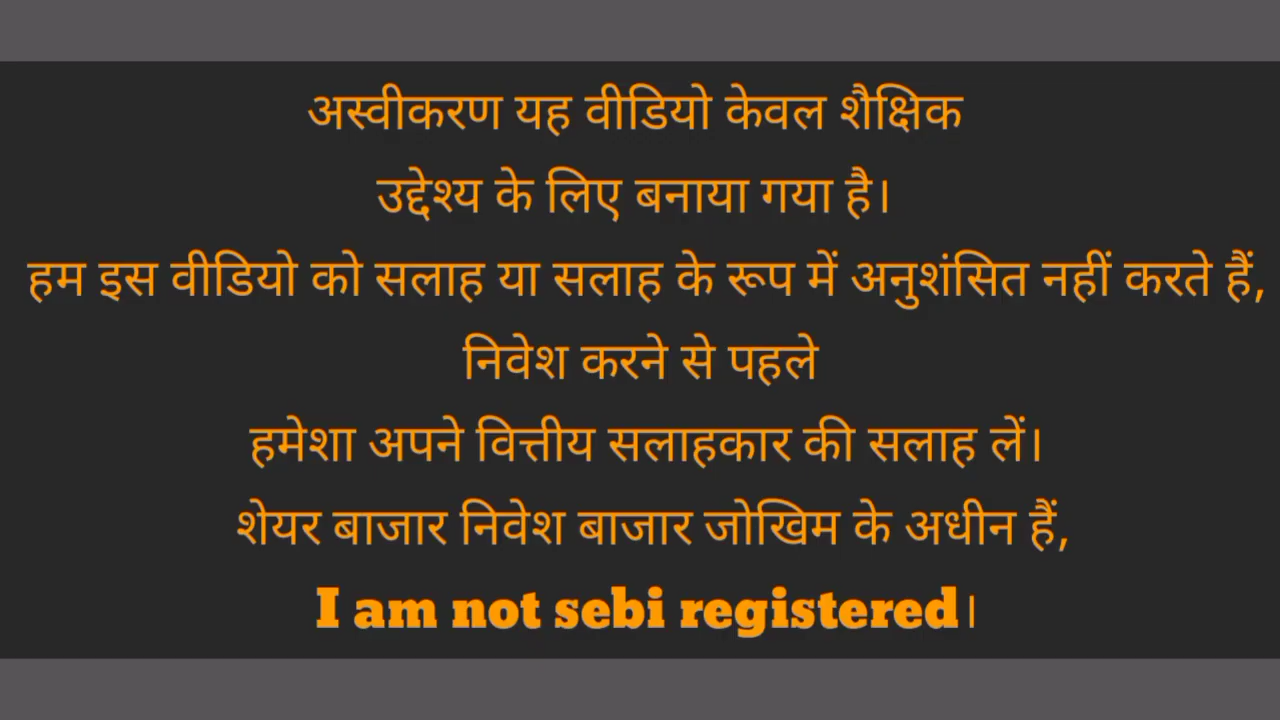 अस्वीकरण यह वीडियो केवल शैक्षिक
उद्देश्य के लिए बनाया गया है।
हम इस वीडियो को सलाह या सलाह के रूप में अनुशंसित नहीं करते हैं,
निवेश करने से पहले
हमेशा अपने वित्तीय सलाहकार की सलाह लें।
शेयर बाजार निवेश बाजार जोखिम के अधीन हैं,
I am not sebi registered।